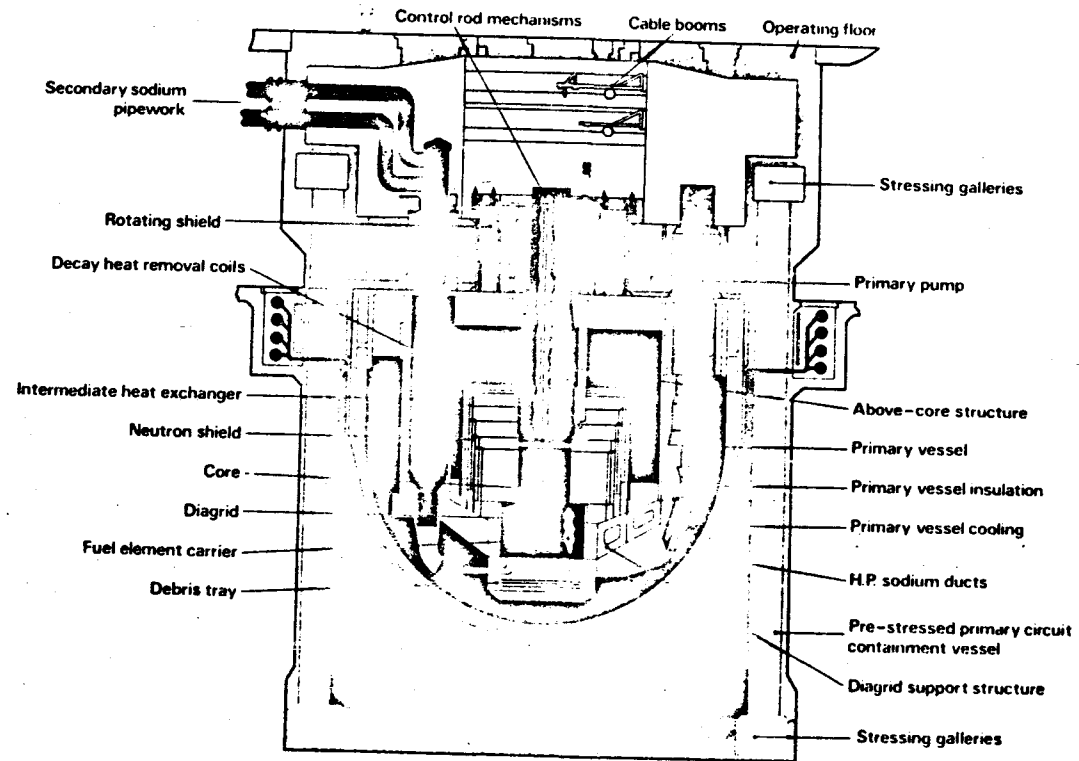 Control rod mechanisms
Cable booms
Operating floor
Secondary sodium
pipework
Stressing galleries
Rotating shield
Decay heat removal coils
Primary pump
Intermediate heat exchanger
Above-core structure
Neutron shield
Primary vessel
Core
Primary vessel insulation
Diagrid
Primary vessel cooling
Fuel element carrier
H.P. sodium ducts
Debris tray
Pre-stressed primary circuit
containment vessel
Diagrid support structure
Stressing galleries